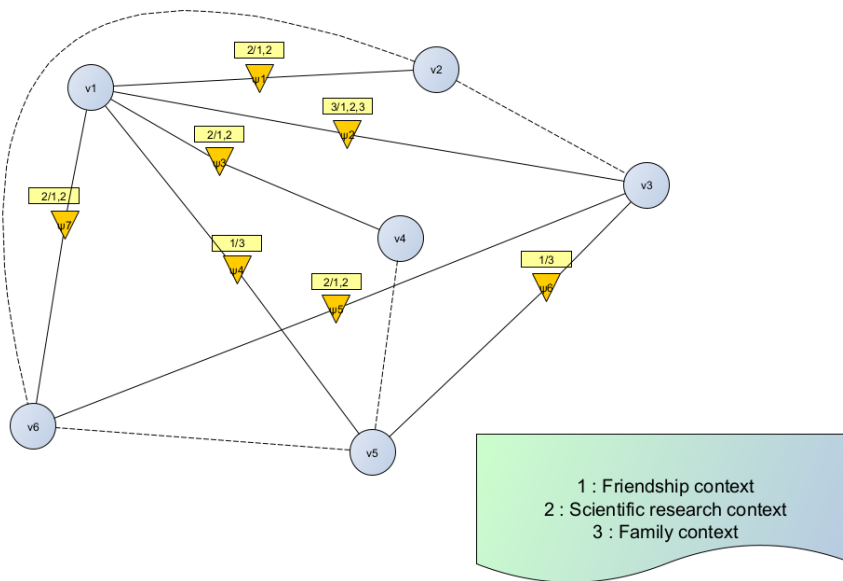 2/1,2
ψ1
v2
v1
3/1,2,3
ψ2
2/1,2
ψ3
v3
2/1,2
ψ7
v4
1/3
ψ4
1/3
ψ6
2/1,2
ψ5
v6
v5
1 : Friendship context
2 : Scientific research context
3 : Family context